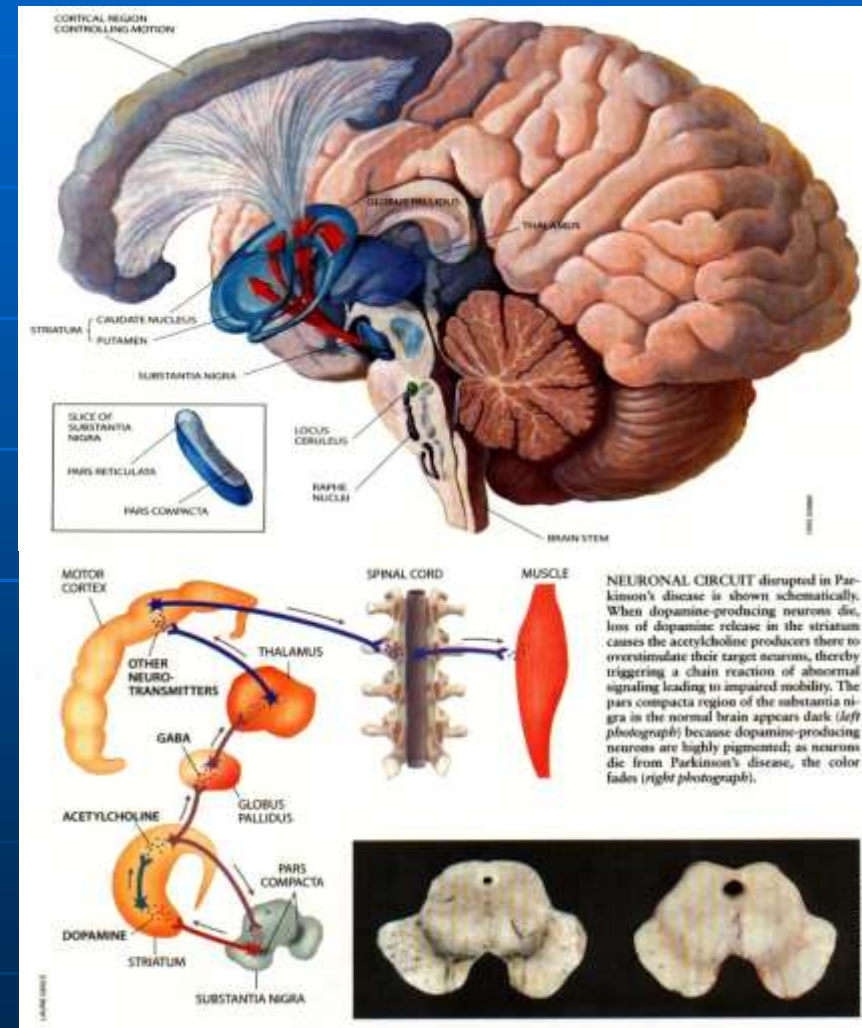 CORTICAL REGION
CONTROLLING MOTION
GLOBUS PALLIDUS
THALAMUS
STRIATUM
CAUDATE NUCLEUS
PUTAMEN
SUBSTANTIA NIGRA
SLICE OF
SUBSTANTIA
NIGRA
PARS RETICULATA
PARS COMPACTA
LOCUS
CERULEUS
RAPHE
NUCLEI
BRAIN STEM
MOTOR
CORTEX
SPINAL CORD
MUSCLE
OTHER
NEURO-
TRANSMITTERS
THALAMUS
GABA
GLOBUS
PALLIDUS
ACETYLCHOLINE
PARS
COMPACTA
DOPAMINE
STRIATUM
SUBSTANTIA NIGRA
NEURONAL CIRCUIT disrupted in Par-
kinson's disease is shown schematically.
When dopamine-producing neurons die,
loss of dopamine release in the striatum
causes the acetylcholine producers there to
overstimulate their target neurons, thereby
triggering a chain reaction of abnormal
signaling leading to impaired mobility. The
pars compacta region of the substantia ni-
gra in the normal brain appears dark (left
photograph) because dopamine-producing
neurons are highly pigmented; as neurons
die from Parkinson's disease, the color
fades (right photograph).